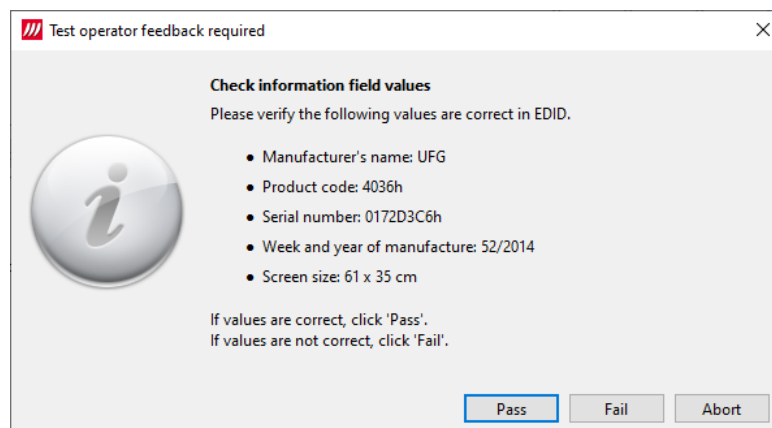 Test operator feedback required
Check information field values
Please verify the following values are correct in EDID.
● Manufacturer's name: UFG
● Product code: 4036h
● Serial number: 0172D3C6h
● Week and year of manufacture: 52/2014
● Screen size: 61 x 35 cm
If values are correct, click 'Pass'.
If values are not correct, click 'Fail'.
Pass Fail Abort